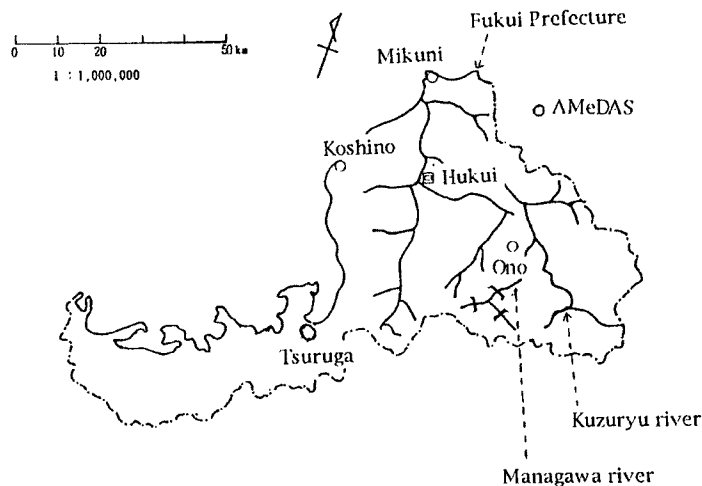 Fukui Prefecture
0 10 20 50 km
1 : 1,000,000
Mikuni
AMeDAS
Koshino
Hukui
Ono
Tsuruga
Kuzuryu river
Managawa river